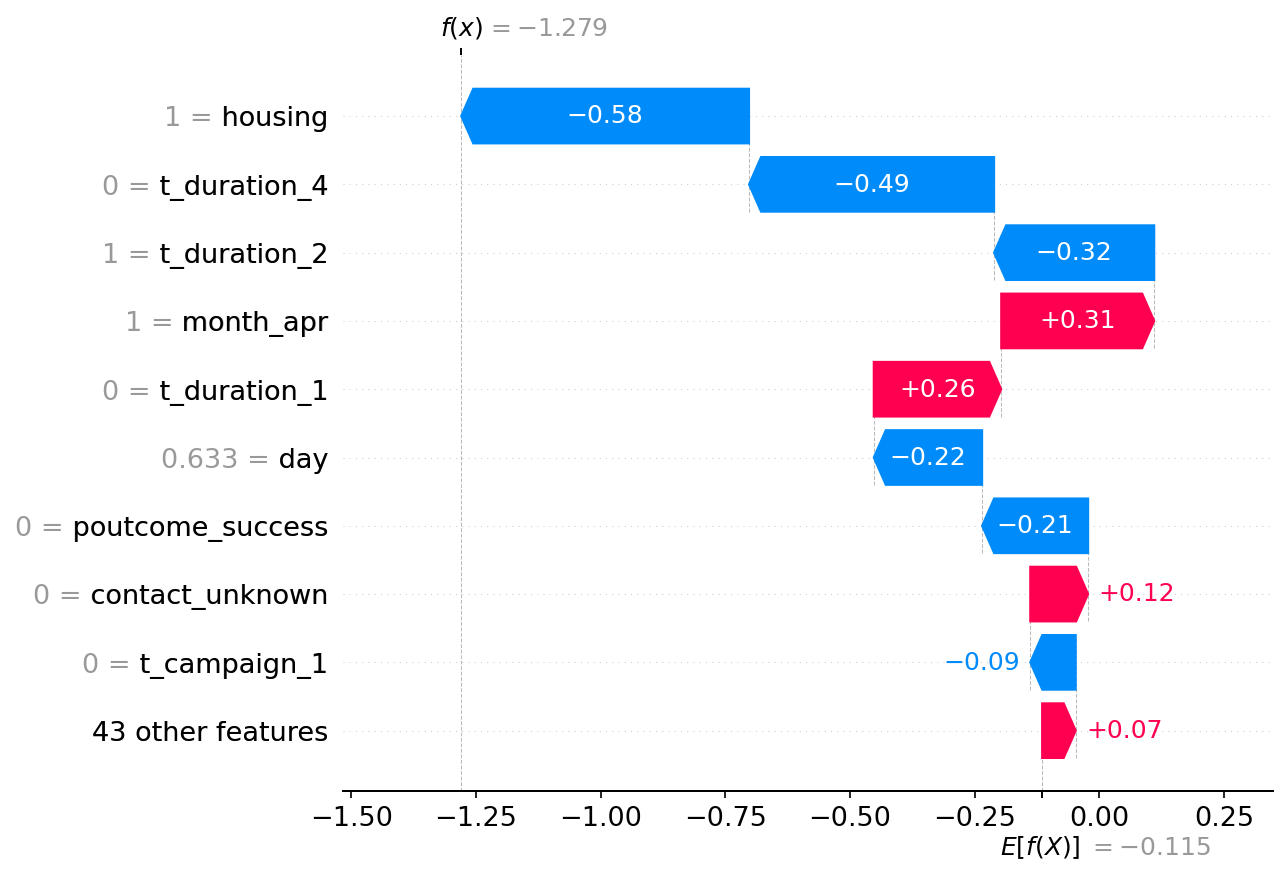 f(x) = −1.279
1 = housing −0.58
0 = t_duration_4 −0.49
1 = t_duration_2 −0.32
1 = month_apr +0.31
0 = t_duration_1 +0.26
0.633 = day −0.22
0 = poutcome_success −0.21
0 = contact_unknown +0.12
0 = t_campaign_1 −0.09
43 other features +0.07
−1.50 −1.25 −1.00 −0.75 −0.50 −0.25 0.00 0.25
E[f(X)] = −0.115